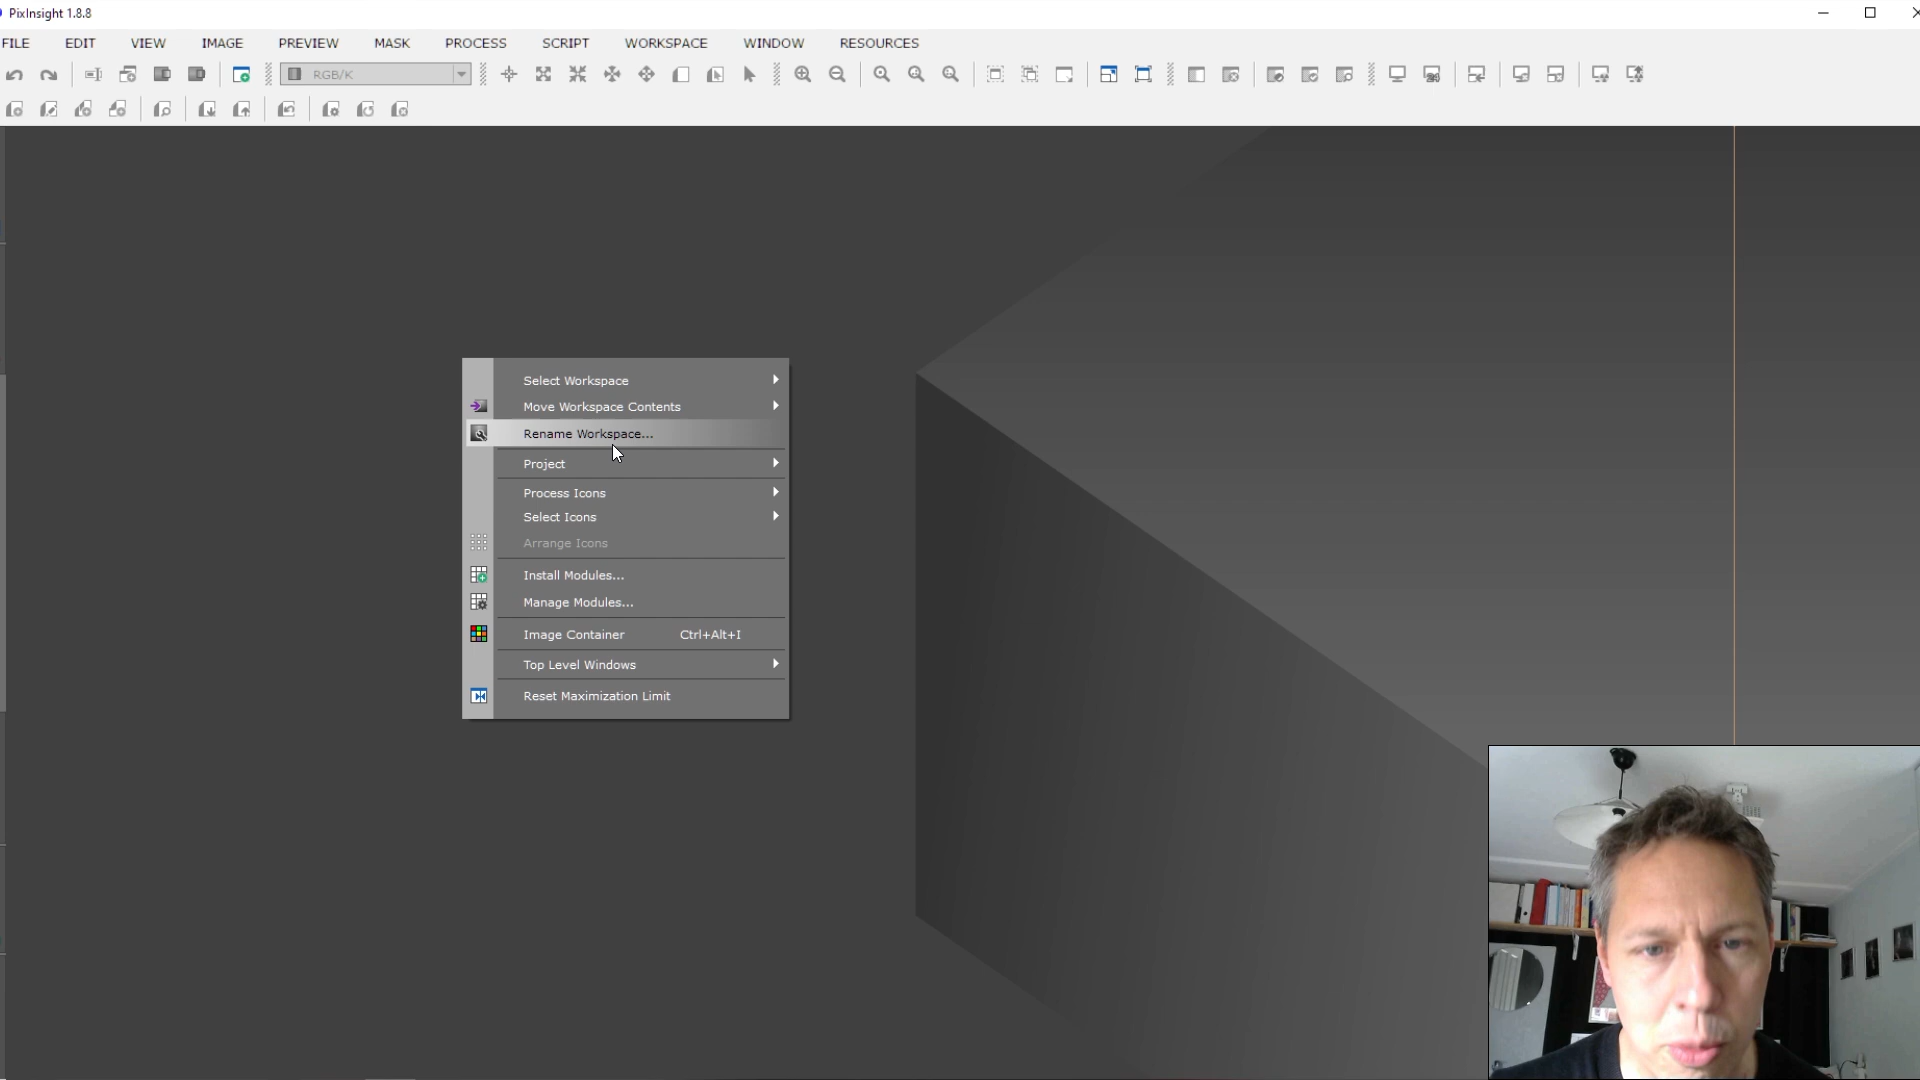 PixInsight 1.8.8
FILE EDIT VIEW IMAGE PREVIEW MASK PROCESS SCRIPT WORKSPACE WINDOW RESOURCES
RGB/K
Select Workspace
Move Workspace Contents
Rename Workspace...
Project
Process Icons
Select Icons
Arrange Icons
Install Modules...
Manage Modules...
Image Container Ctrl+Alt+I
Top Level Windows
Reset Maximization Limit